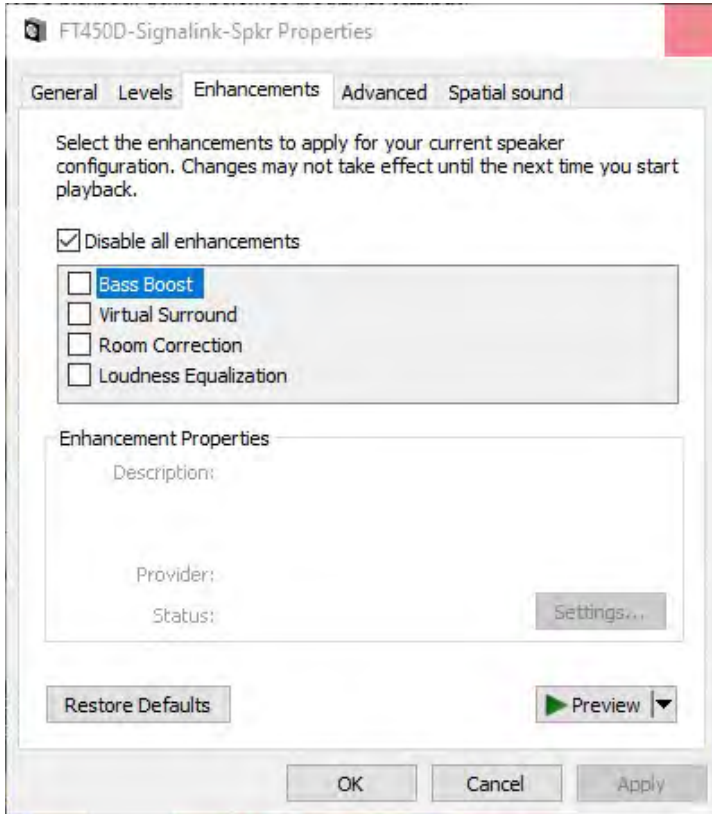 FT450D-Signalink-Spkr Properties
General Levels Enhancements Advanced Spatial sound
Select the enhancements to apply for your current speaker
configuration. Changes may not take effect until the next time you start
playback.
Disable all enhancements
Bass Boost
Virtual Surround
Room Correction
Loudness Equalization
Enhancement Properties
Description:
Provider:
Status:
Settings...
Restore Defaults
Preview
OK Cancel Apply